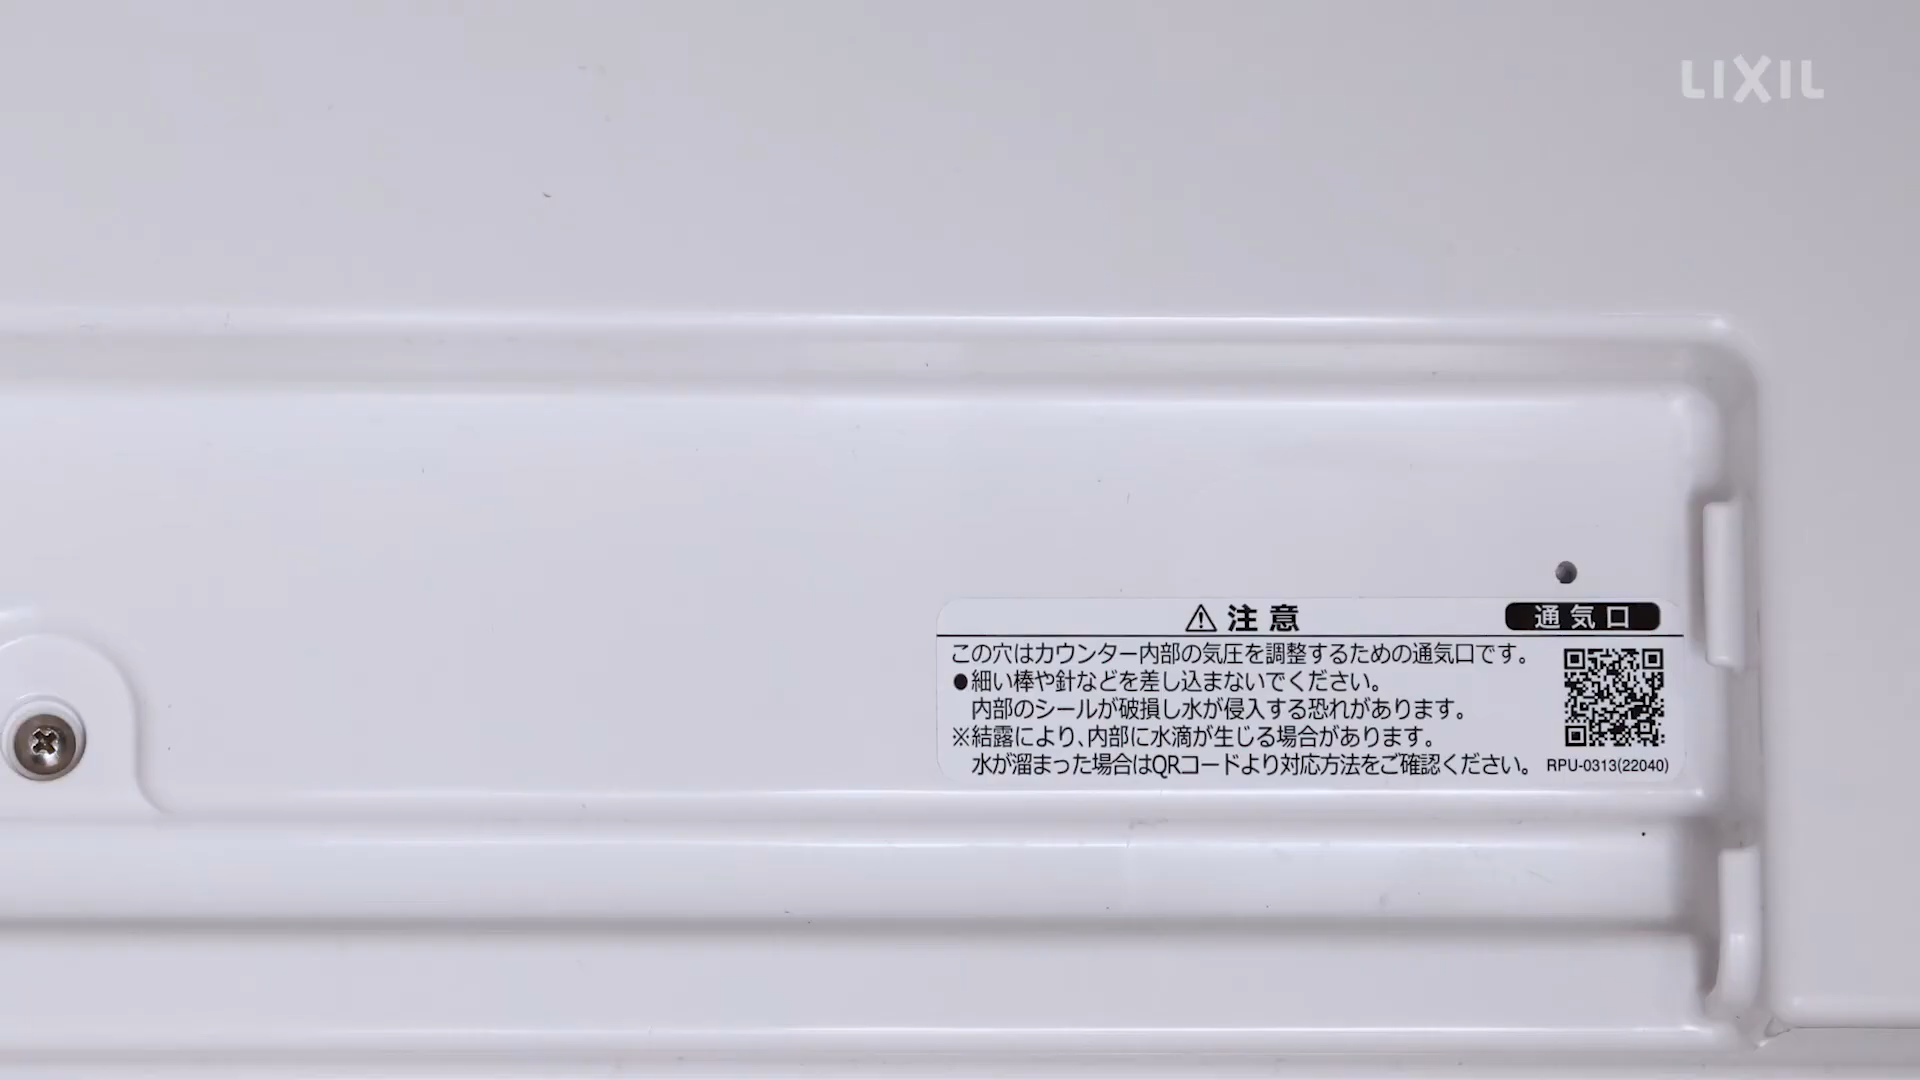 LIXIL
⚠注意 通気口
この穴はカウンター内部の気圧を調整するための通気口です。
●細い棒や針などを差し込まないでください。
内部のシールが破損し水が侵入する恐れがあります。
※結露により、内部に水滴が生じる場合があります。
水が溜まった場合はQRコードより対応方法をご確認ください。
RPU-0313(22040)